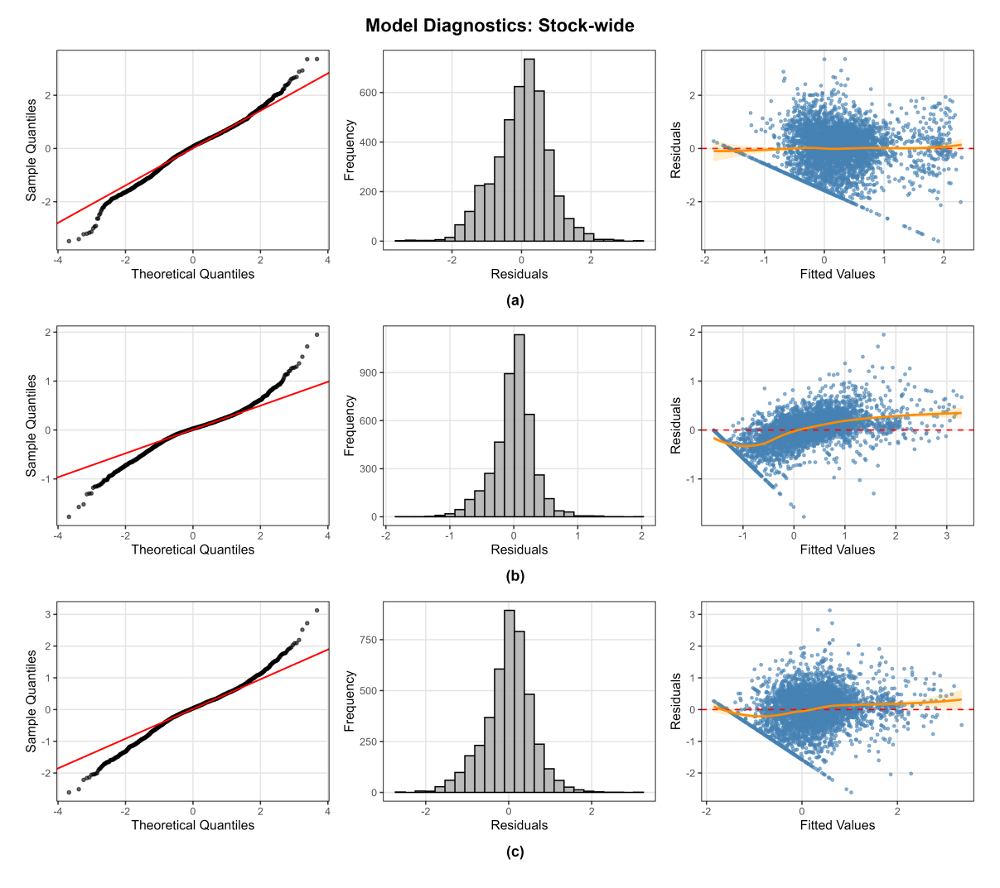 Model Diagnostics: Stock-wide
Sample Quantiles
2
0
-2
-4 -2 0 2 4
Theoretical Quantiles
Frequency
600
400
200
0
-2 0 2
Residuals
Residuals
2
0
-2
-2 -1 0 1 2
Fitted Values
(a)
Sample Quantiles
2
1
0
-1
-4 -2 0 2 4
Theoretical Quantiles
Frequency
900
600
300
0
-2 -1 0 1 2
Residuals
Residuals
2
1
0
-1
-1 0 1 2 3
Fitted Values
(b)
Sample Quantiles
3
2
1
0
-1
-2
-4 -2 0 2 4
Theoretical Quantiles
Frequency
750
500
250
0
-2 0 2
Residuals
Residuals
3
2
1
0
-1
-2
-2 0 2
Fitted Values
(c)